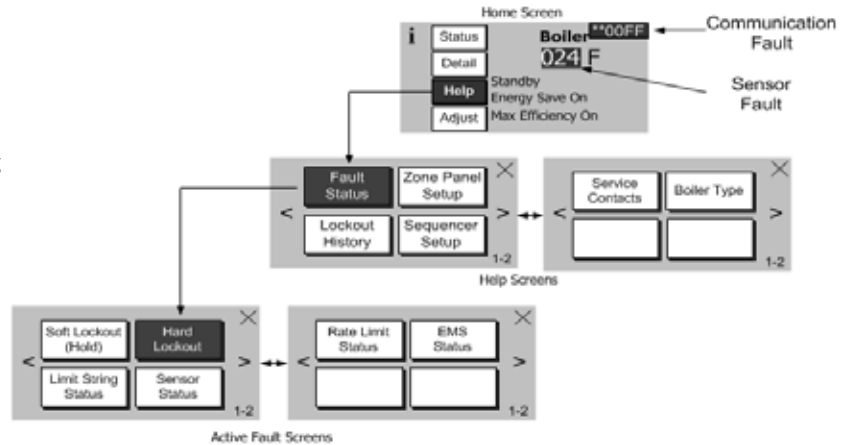 Home Screen
i
Status
Boiler
**00FF
Communication
Fault
024 F
Detail
Sensor
Fault
Help
Standby
Energy Save On
Adjust
Max Efficiency On
Fault
Status
Zone Panel
Setup
X
Lockout
History
Sequencer
Setup
<
>
1-2
Service
Contacts
Boiler Type
X
<
>
1-2
Help Screens
Soft Lockout
(Hold)
Hard
Lockout
X
Limit String
Status
Sensor
Status
<
>
1-2
Rate Limit
Status
EMS
Status
X
<
>
1-2
Active Fault Screens